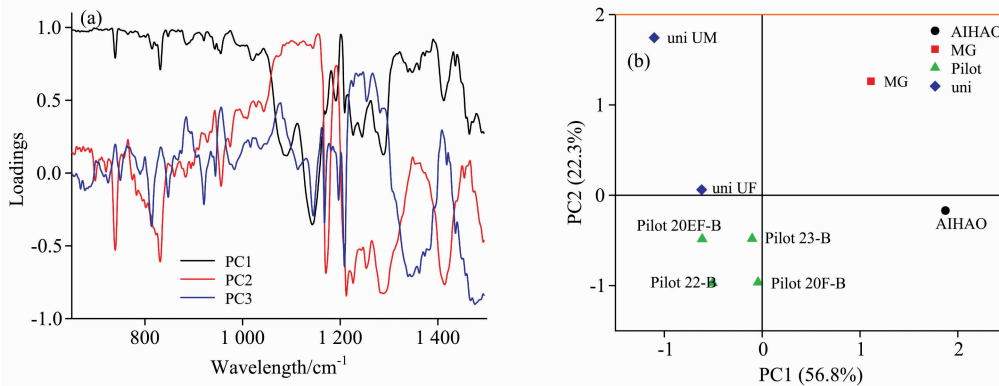 (a)
1.0
0.5
0.0
-0.5
-1.0
Loadings
PC1
PC2
PC3
800
1 000
1 200
1 400
Wavelength/cm-1
(b)
2
1
0
-1
PC2 (22.3%)
uni UM
AIHAO
MG
Pilot
uni
MG
uni UF
AIHAO
Pilot 20EF-B
Pilot 23-B
Pilot 22-B
Pilot 20F-B
-1
0
1
2
PC1 (56.8%)